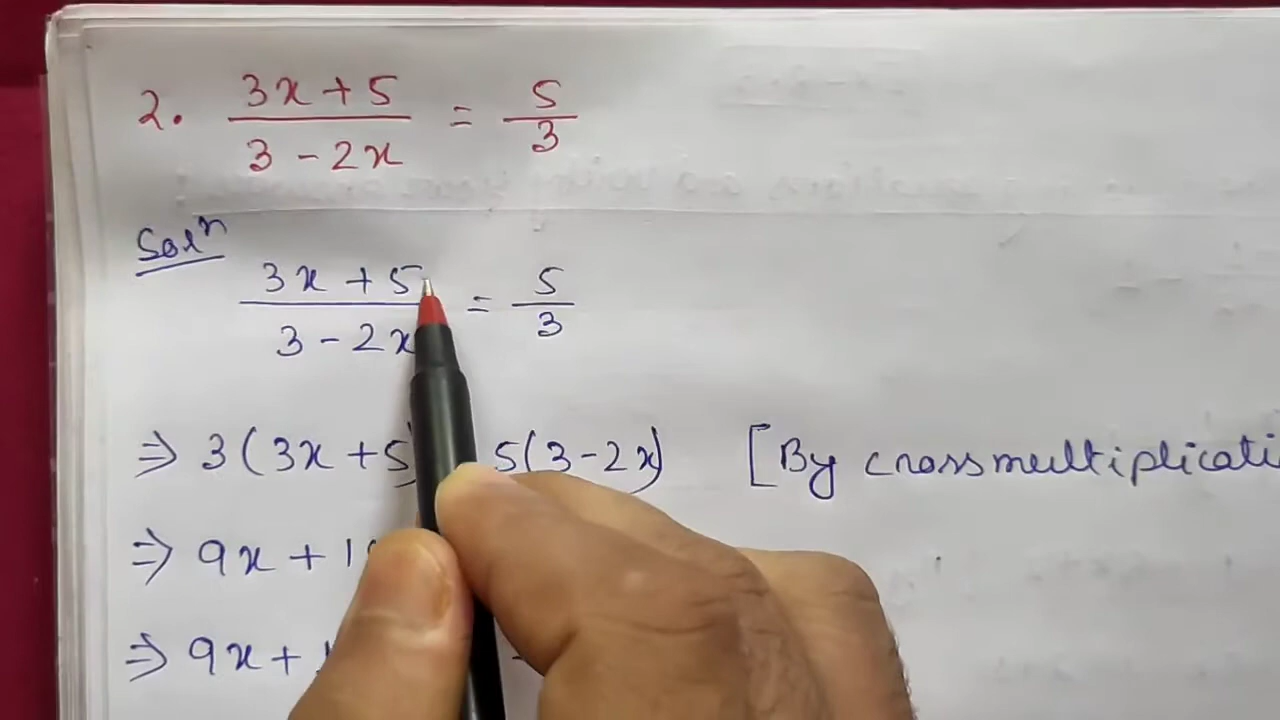 2. (3x + 5)/(3 - 2x) = 5/3
Solⁿ
(3x + 5)/(3 - 2x) = 5/3
⇒ 3(3x + 5) 5(3 - 2x) [By crossmultiplicati
⇒ 9x + 1
⇒ 9x +